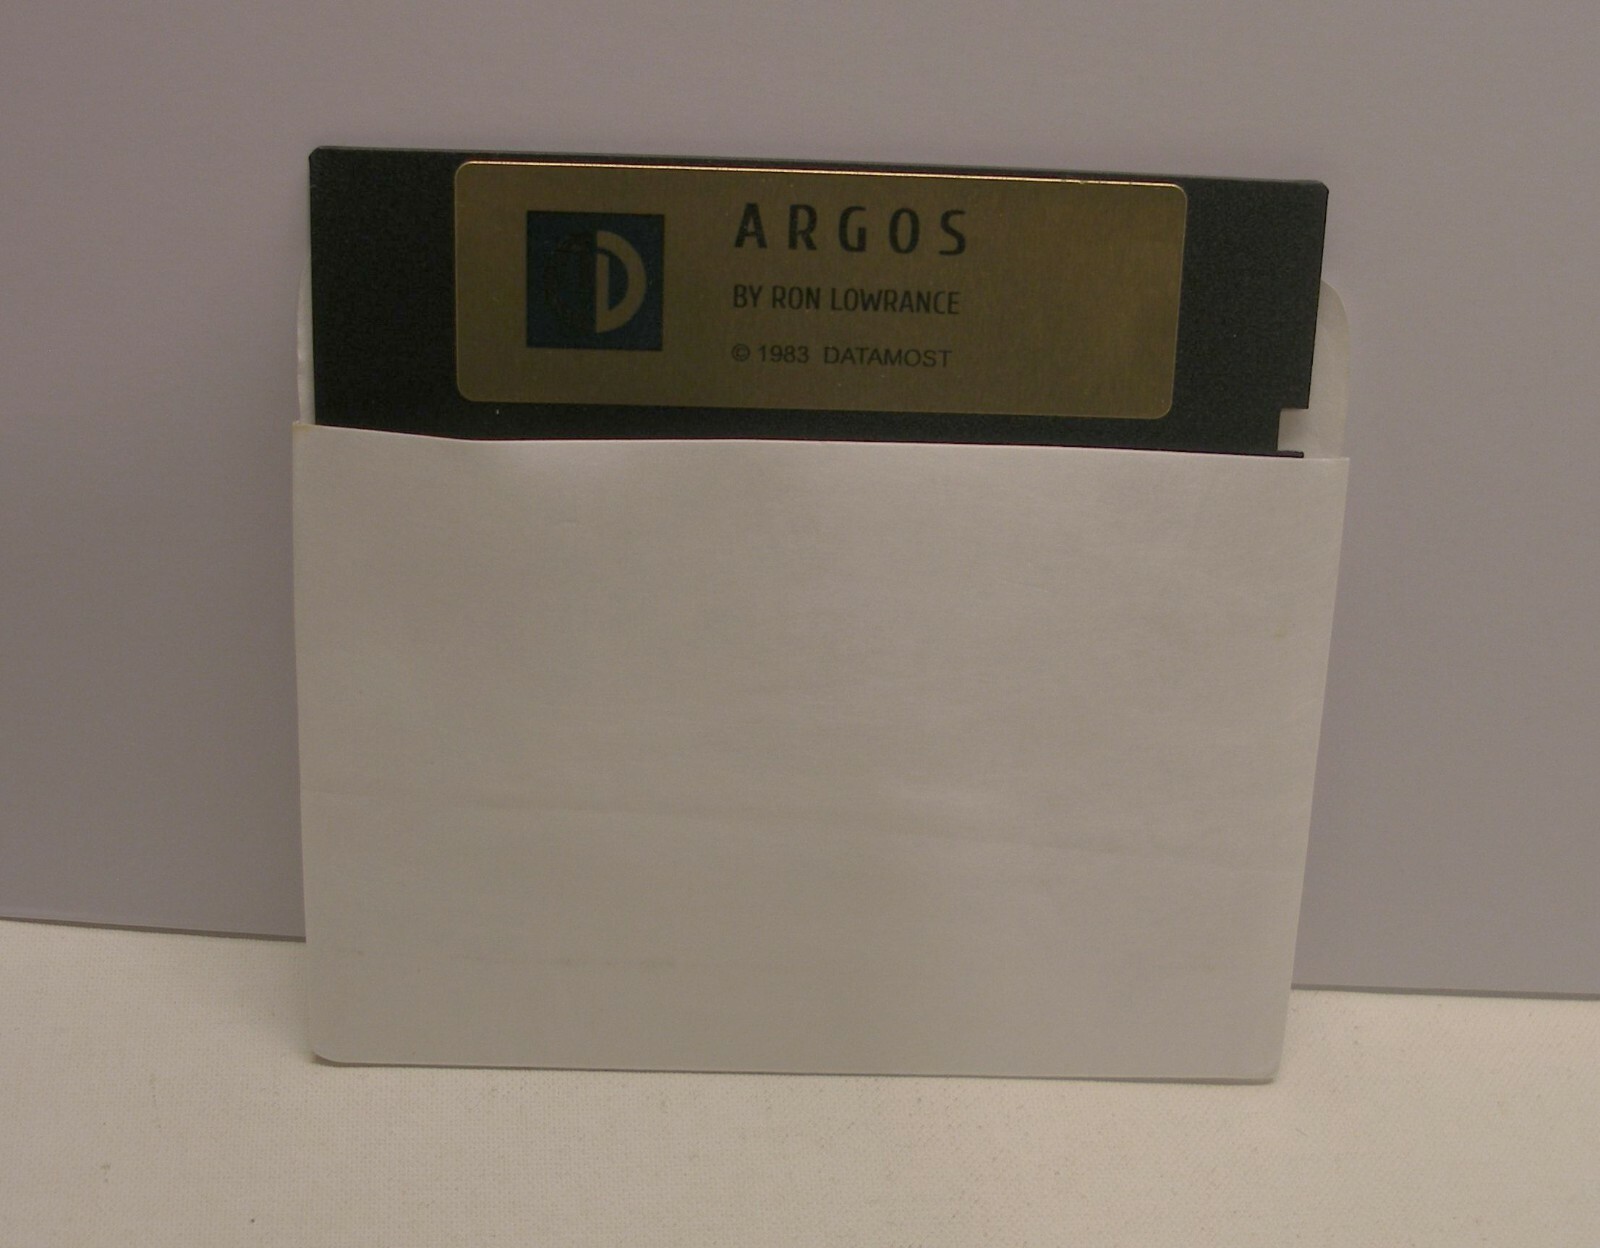 D
ARGOS
BY RON LOWRANCE
© 1983 DATAMOST